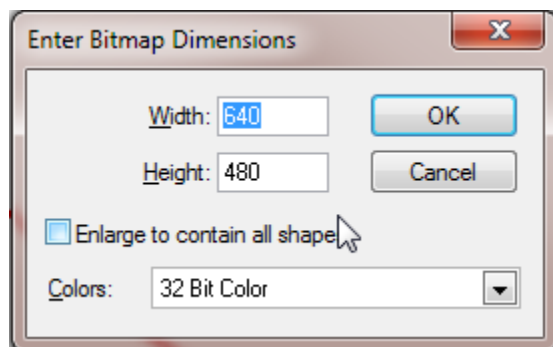 Enter Bitmap Dimensions
Width: 640
OK
Height: 480
Cancel
Enlarge to contain all shape
Colors: 32 Bit Color